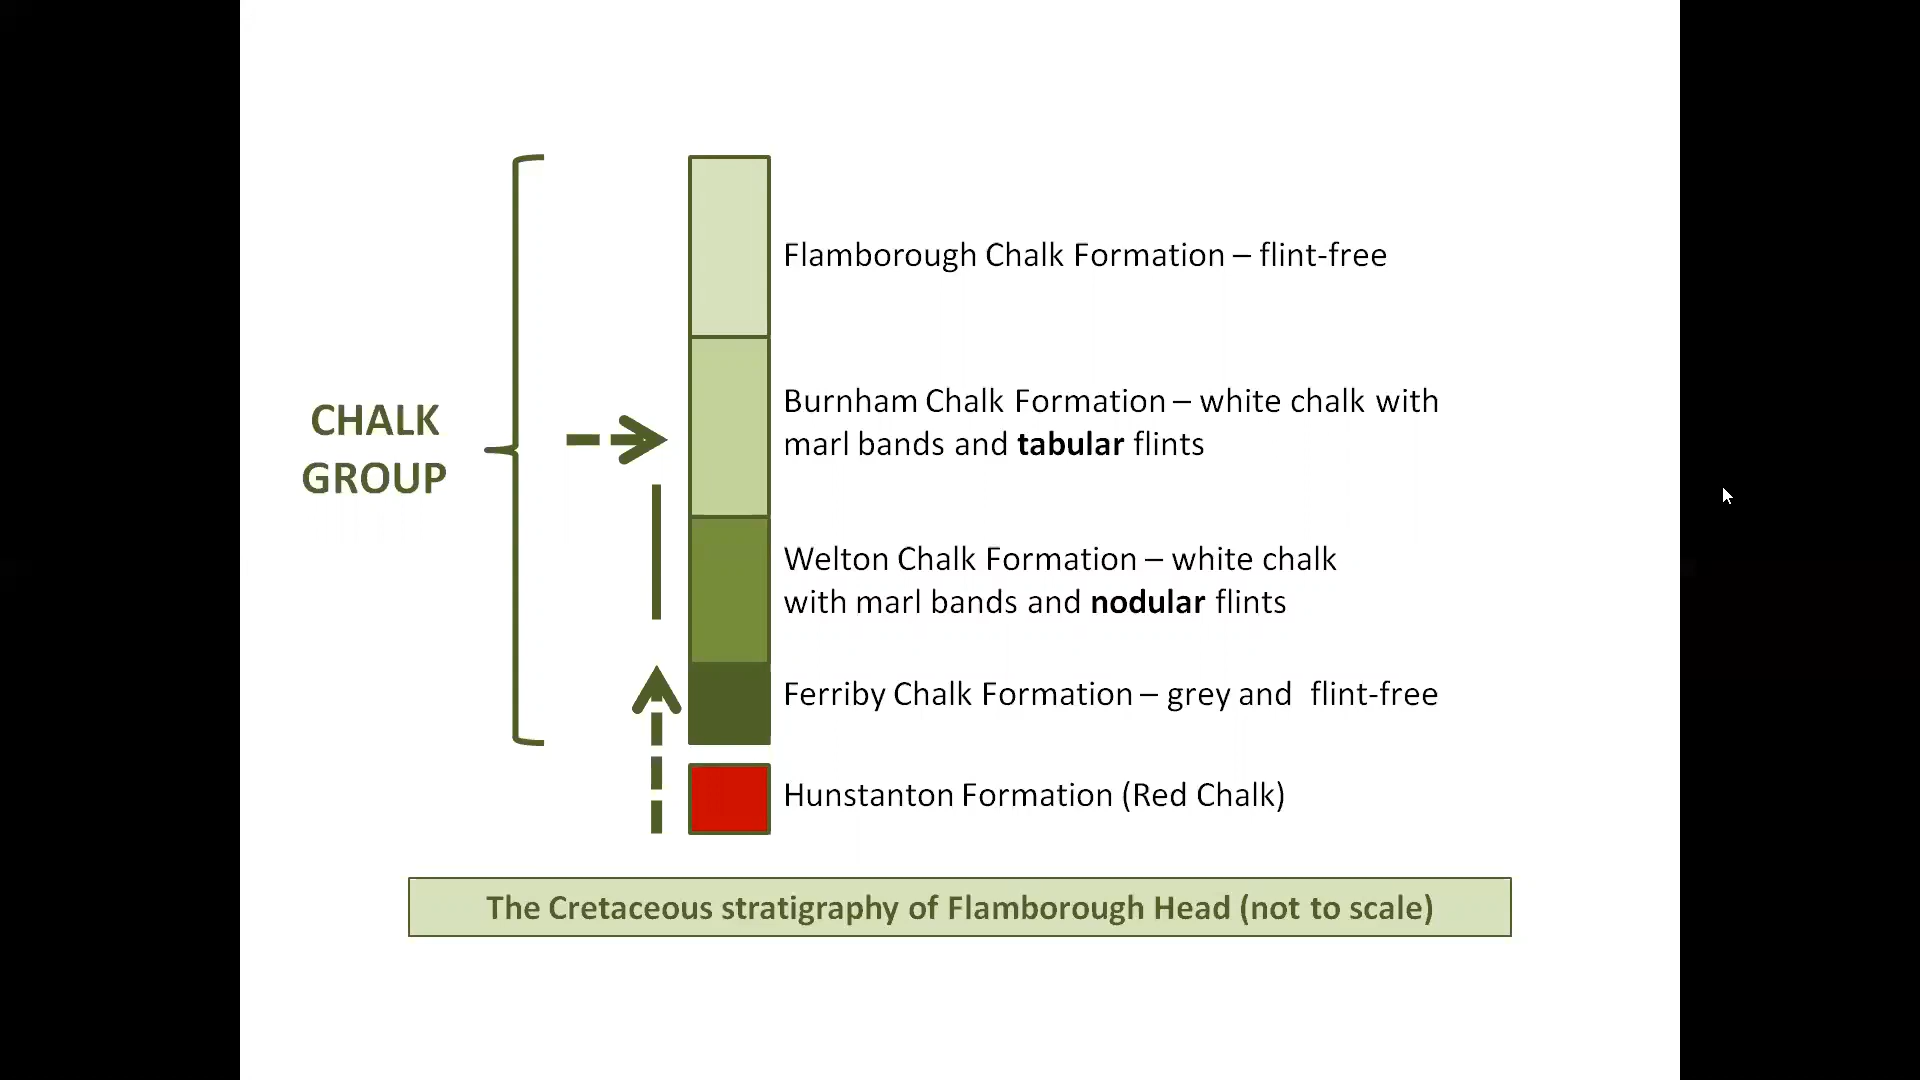 Flamborough Chalk Formation – flint-free
Burnham Chalk Formation – white chalk with
marl bands and tabular flints
CHALK
GROUP
Welton Chalk Formation – white chalk
with marl bands and nodular flints
Ferriby Chalk Formation – grey and  flint-free
Hunstanton Formation (Red Chalk)
The Cretaceous stratigraphy of Flamborough Head (not to scale)